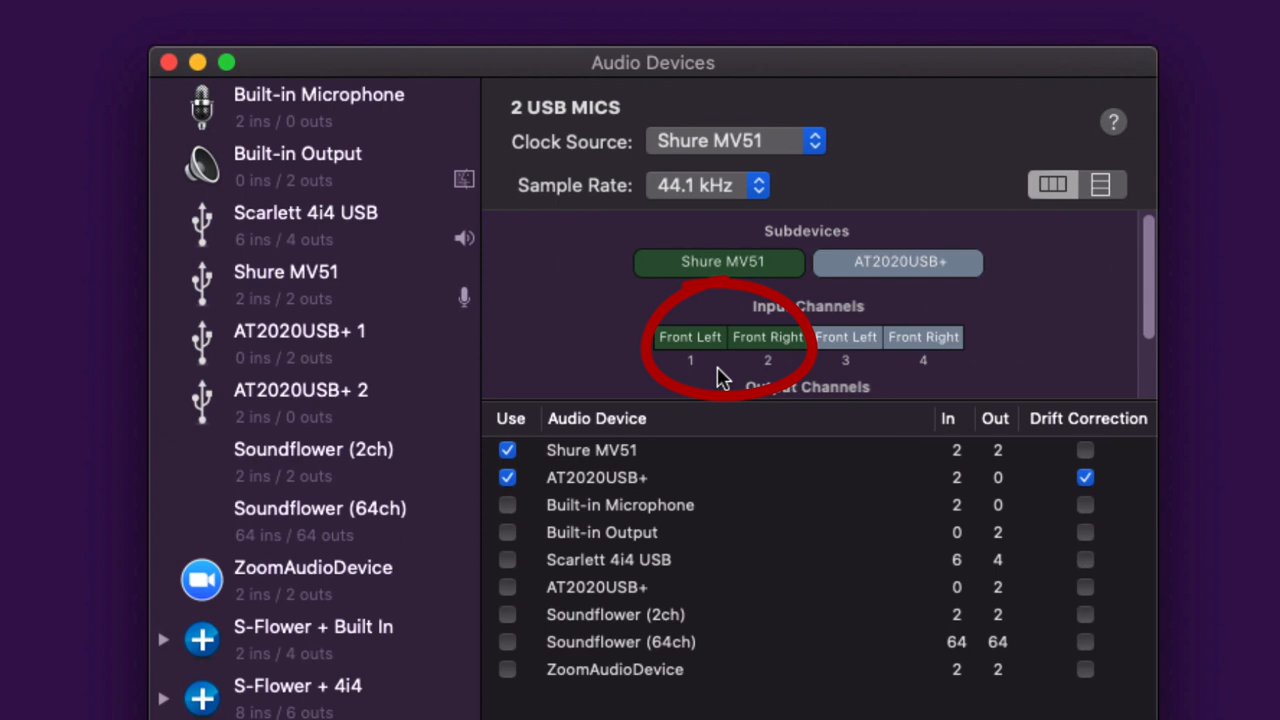 Audio Devices
Built-in Microphone
2 ins / 0 outs
Built-in Output
0 ins / 2 outs
Scarlett 4i4 USB
6 ins / 4 outs
Shure MV51
2 ins / 2 outs
AT2020USB+ 1
0 ins / 2 outs
AT2020USB+ 2
2 ins / 0 outs
Soundflower (2ch)
2 ins / 2 outs
Soundflower (64ch)
64 ins / 64 outs
ZoomAudioDevice
2 ins / 2 outs
S-Flower + Built In
2 ins / 4 outs
S-Flower + 4i4
8 ins / 6 outs
2 USB MICS
?
Clock Source: Shure MV51
Sample Rate: 44.1 kHz
Subdevices
Shure MV51 AT2020USB+
Input Channels
Front Left Front Right Front Left Front Right
1 2 3 4
Output Channels
Use Audio Device In Out Drift Correction
Shure MV51 2 2
AT2020USB+ 2 0
Built-in Microphone 2 0
Built-in Output 0 2
Scarlett 4i4 USB 6 4
AT2020USB+ 0 2
Soundflower (2ch) 2 2
Soundflower (64ch) 64 64
ZoomAudioDevice 2 2